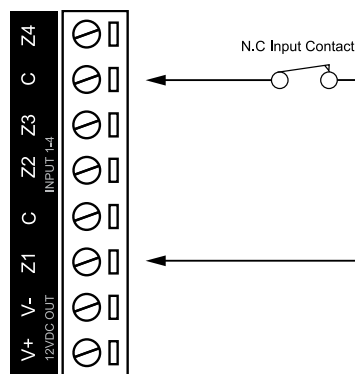 Z4
C
Z3
Z2
INPUT 1-4
C
Z1
V-
V+
12VDC OUT
N.C Input Contact